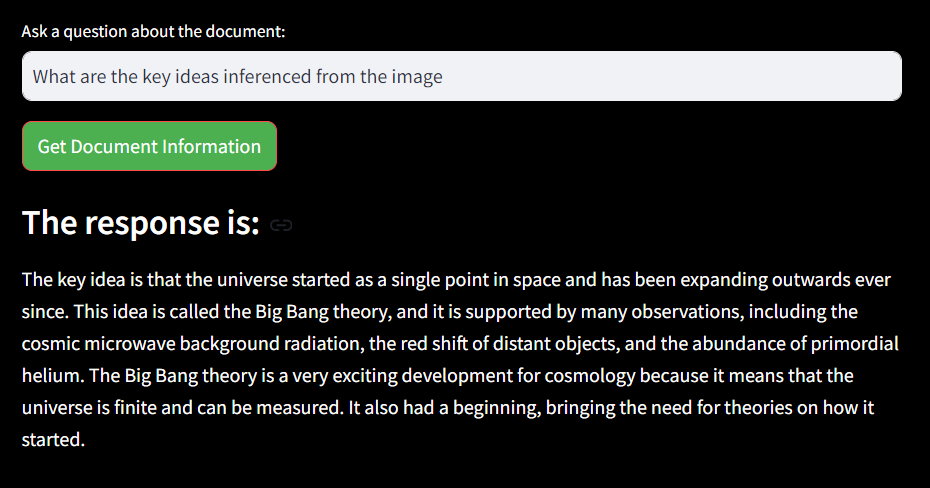 Ask a question about the document:
What are the key ideas inferenced from the image
Get Document Information
The response is:
The key idea is that the universe started as a single point in space and has been expanding outwards ever
since. This idea is called the Big Bang theory, and it is supported by many observations, including the
cosmic microwave background radiation, the red shift of distant objects, and the abundance of primordial
helium. The Big Bang theory is a very exciting development for cosmology because it means that the
universe is finite and can be measured. It also had a beginning, bringing the need for theories on how it
started.